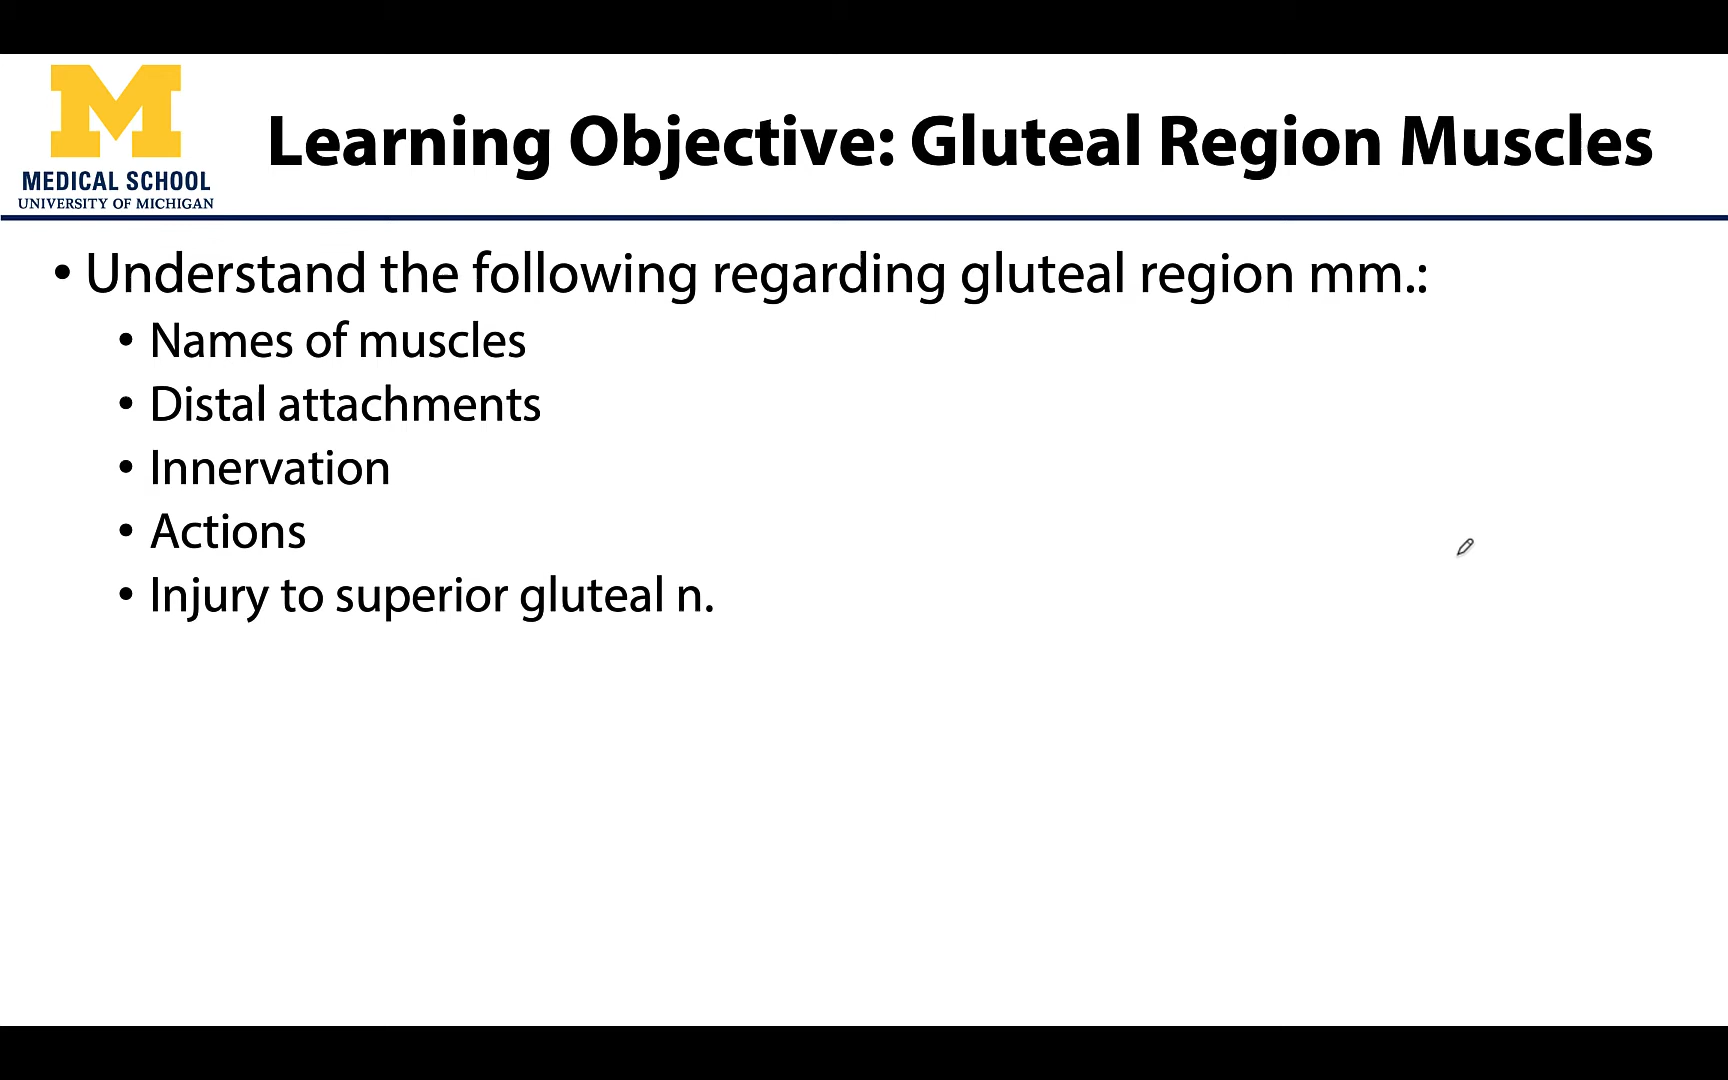 M
MEDICAL SCHOOL
UNIVERSITY OF MICHIGAN
Learning Objective: Gluteal Region Muscles
• Understand the following regarding gluteal region mm.:
• Names of muscles
• Distal attachments
• Innervation
• Actions
• Injury to superior gluteal n.